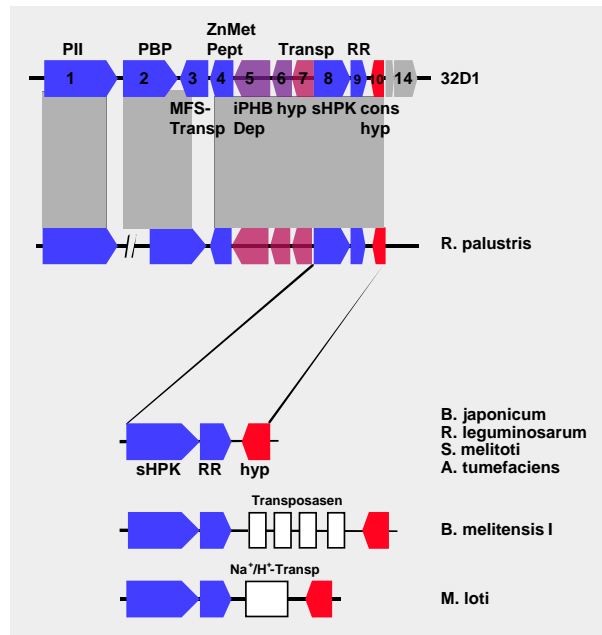 ZnMet
PII PBP Pept Transp RR
1 2 3 4 5 6 7 8 9 10 14 32D1
MFS- iPHB hyp sHPK cons
Transp Dep hyp
R. palustris
B. japonicum
R. leguminosarum
S. melitoti
A. tumefaciens
sHPK RR hyp
Transposasen
B. melitensis I
Na⁺/H⁺-Transp
M. loti